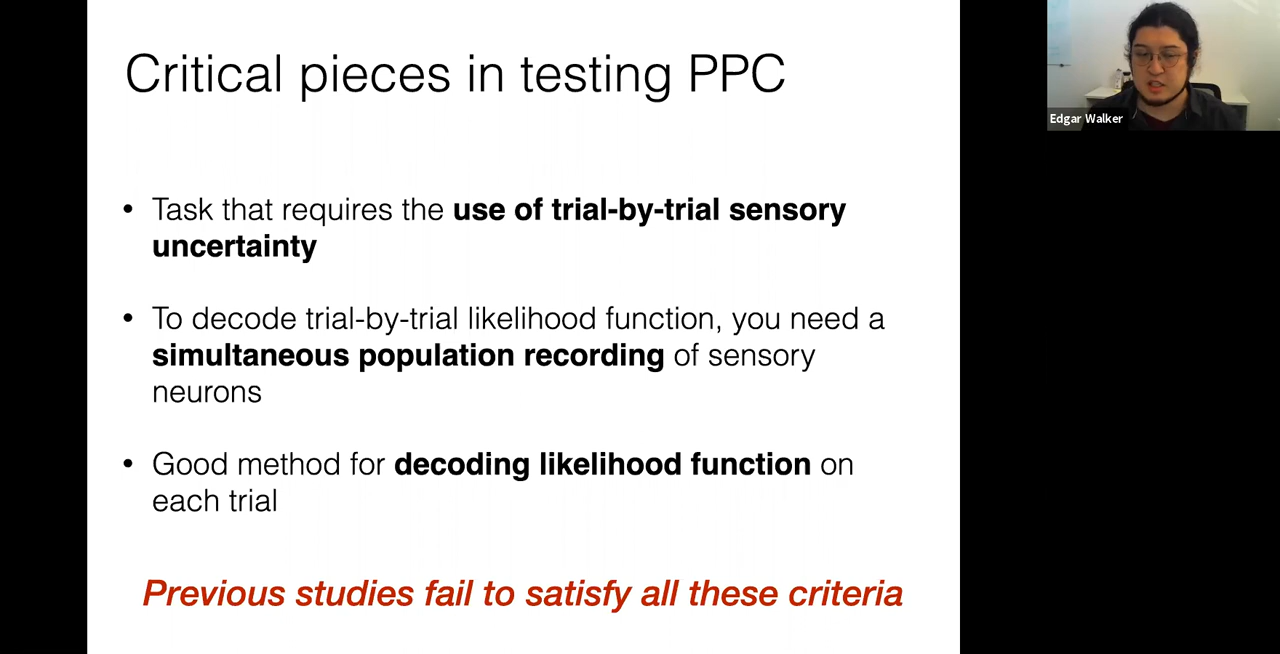 Critical pieces in testing PPC
Edgar Walker
• Task that requires the use of trial-by-trial sensory
uncertainty
• To decode trial-by-trial likelihood function, you need a
simultaneous population recording of sensory
neurons
• Good method for decoding likelihood function on
each trial
Previous studies fail to satisfy all these criteria